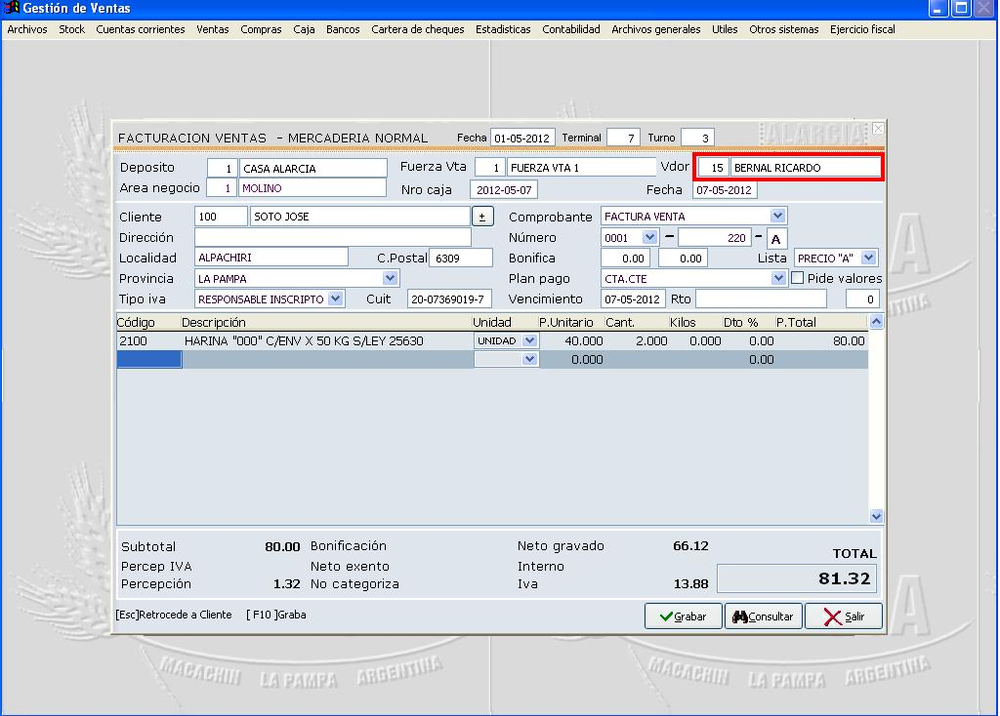 Gestión de Ventas
Archivos Stock Cuentas corrientes Ventas Compras Caja Bancos Cartera de cheques Estadisticas Contabilidad Archivos generales Utiles Otros sistemas Ejercicio fiscal
FACTURACION VENTAS - MERCADERIA NORMAL Fecha 01-05-2012 Terminal 7 Turno 3 ALARCIA
Deposito 1 CASA ALARCIA Fuerza Vta 1 FUERZA VTA 1 Vdor 15 BERNAL RICARDO
Area negocio 1 MOLINO Nro caja 2012-05-07 Fecha 07-05-2012
Cliente 100 SOTO JOSE ± Comprobante FACTURA VENTA
Dirección Número 0001 - 220 - A
Localidad ALPACHIRI C.Postal 6309 Bonifica 0.00 0.00 Lista PRECIO "A"
Provincia LA PAMPA Plan pago CTA.CTE Pide valores
Tipo iva RESPONSABLE INSCRIPTO Cuit 20-07369019-7 Vencimiento 07-05-2012 Rto 0
Código Descripción Unidad P.Unitario Cant. Kilos Dto % P.Total
2100 HARINA "000" C/ENV X 50 KG S/LEY 25630 UNIDAD 40.000 2.000 0.000 0.00 80.00
0.000 0.00
Subtotal 80.00 Bonificación Neto gravado 66.12
Percep IVA Neto exento Interno TOTAL
Percepción 1.32 No categoriza Iva 13.88 81.32
[Esc]Retrocede a Cliente [ F10 ]Graba Grabar Consultar Salir
MACACHIN LA PAMPA ARGENTINA
MACACHIN LA PAMPA ARGENTINA